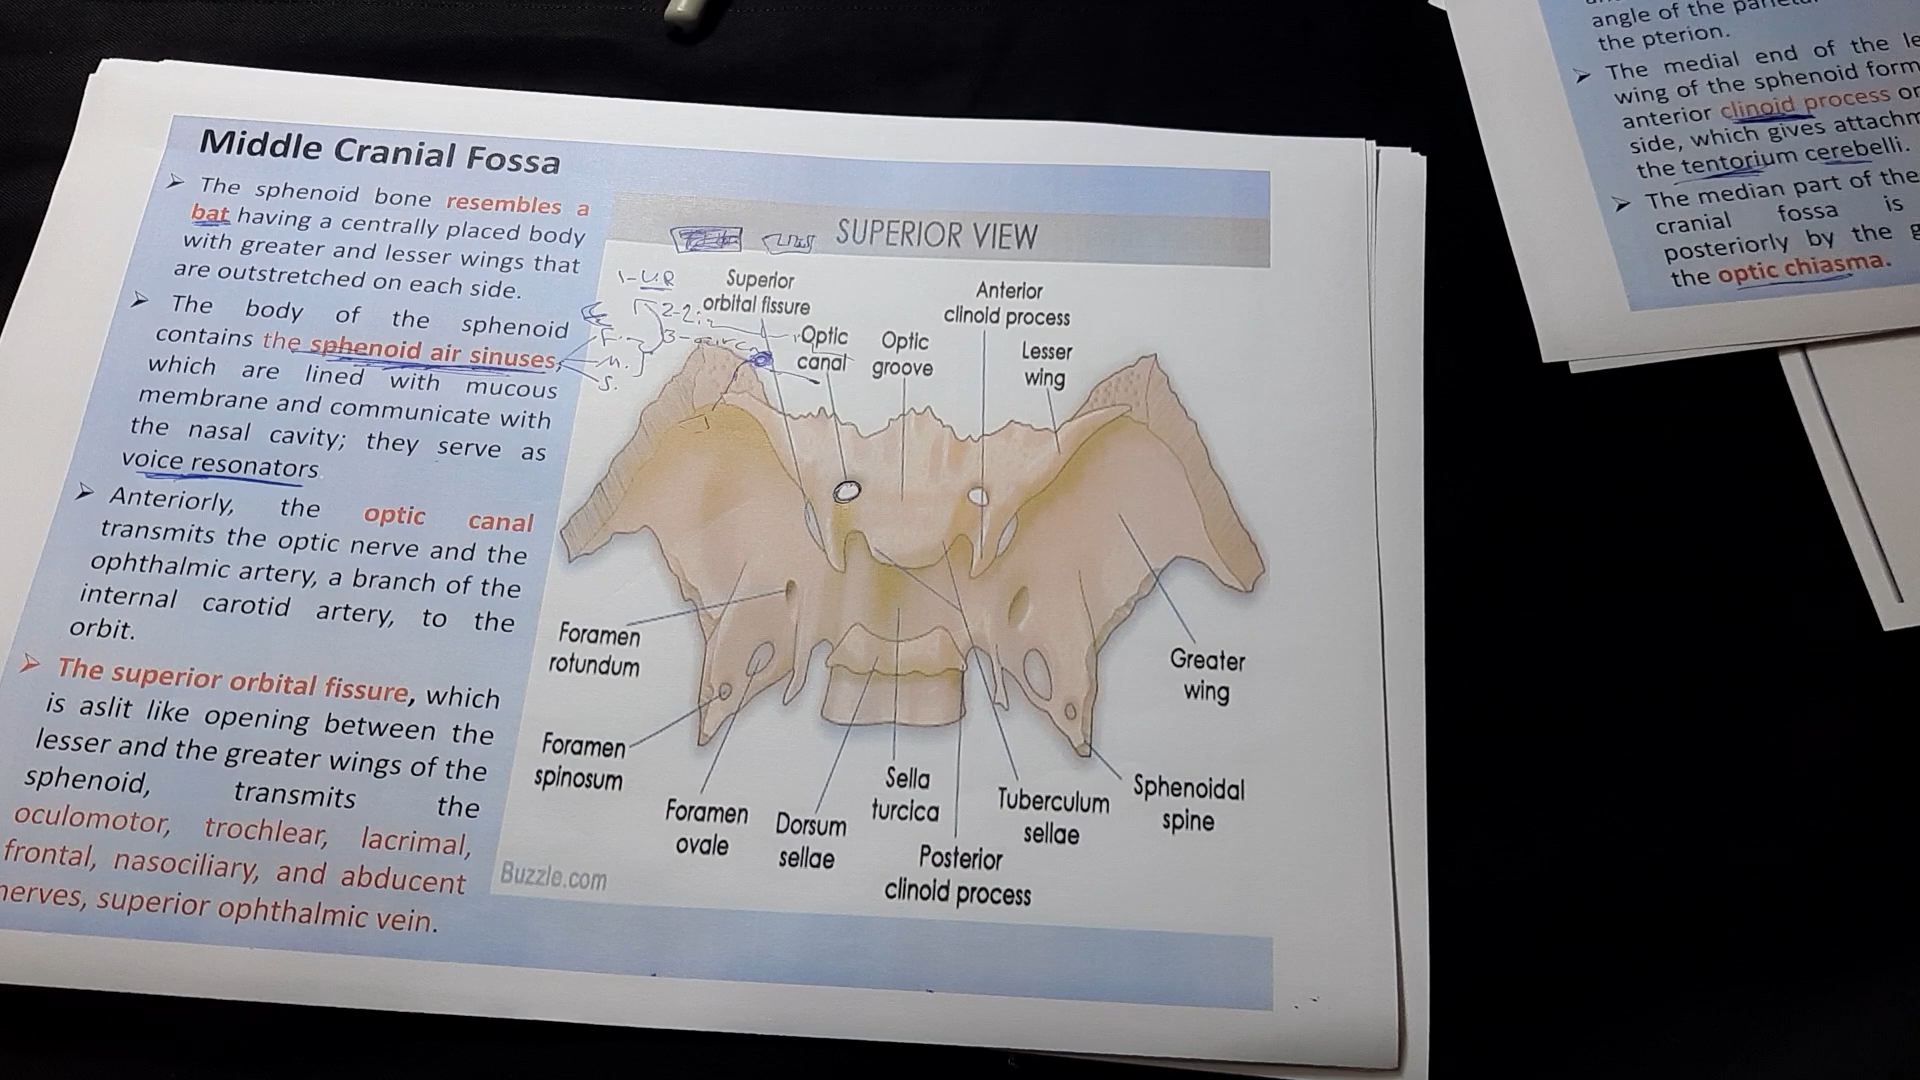 Middle Cranial Fossa
➢ The sphenoid bone resembles a
bat having a centrally placed body
with greater and lesser wings that
are outstretched on each side.
➢ The body of the sphenoid
contains the sphenoid air sinuses,
which are lined with mucous
membrane and communicate with
the nasal cavity; they serve as
voice resonators.
➢ Anteriorly, the optic canal
transmits the optic nerve and the
ophthalmic artery, a branch of the
internal carotid artery, to the
orbit.
➢ The superior orbital fissure, which
is aslit like opening between the
lesser and the greater wings of the
sphenoid, transmits the
oculomotor, trochlear, lacrimal,
frontal, nasociliary, and abducent
nerves, superior ophthalmic vein.
SUPERIOR VIEW
1-U.R
F.
M.
S.
Superior
orbital fissure
Optic
canal
Optic
groove
Anterior
clinoid process
Lesser
wing
Foramen
rotundum
Greater
wing
Foramen
spinosum
Foramen
ovale
Dorsum
sellae
Sella
turcica
Posterior
clinoid process
Tuberculum
sellae
Sphenoidal
spine
Buzzle.com
angle of the
the pterion.
➢ The medial end of the
wing of the sphenoid form
anterior clinoid process
side, which gives
the tentorium cerebelli.
➢ The median part of the
cranial fossa is
posteriorly by the
the optic chiasma.